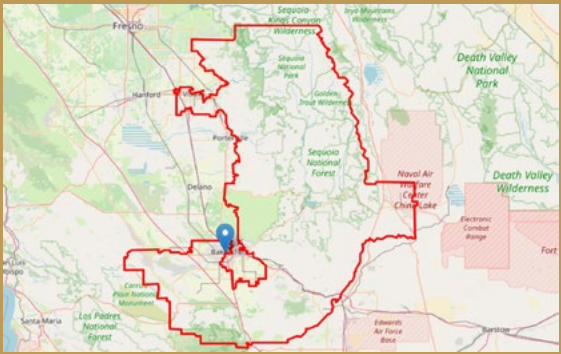 Sequoia
Kings Canyon
Wilderness
Inyo Mountains
Wilderness
Fresno
Death Valley
National
Park
Sequoia
National
Park
Hanford
Golden
Trout Wilderness
Porterville
Sequoia
National
Forest
Naval Air
Warfare
Center
China Lake
Death Valley
Wilderness
Delano
Electronic
Combat
Range
Fort
Carrizo
Plain National
Monument
Los Padres
National
Forest
Santa Maria
Edwards
Air Force
Base
Barstow